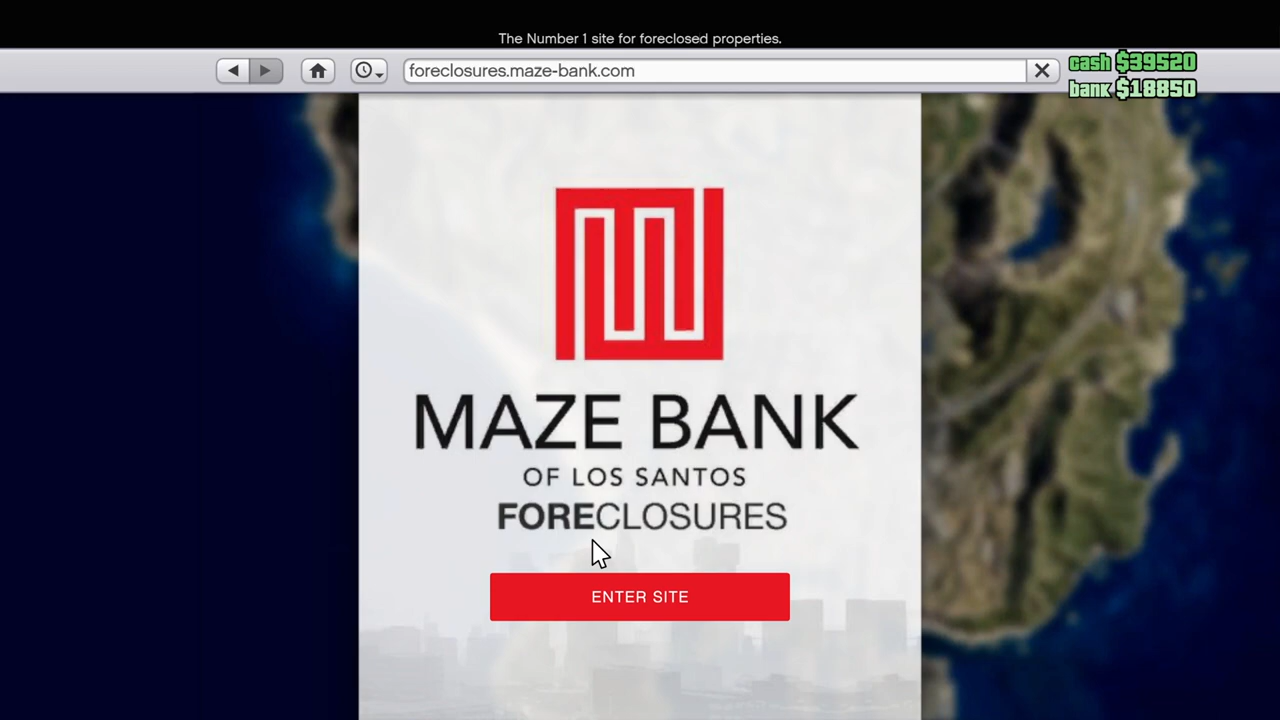 The Number 1 site for foreclosed properties.
foreclosures.maze-bank.com
cash $39520
bank $18850
MAZE BANK
OF LOS SANTOS
FORECLOSURES
ENTER SITE